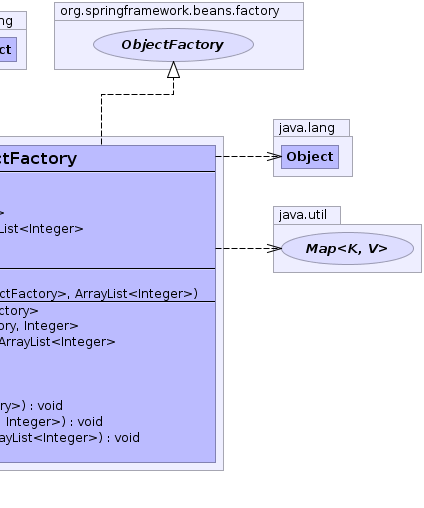 ng
ct
org.springframework.beans.factory
ObjectFactory
java.lang
Object
java.util
Map<K, V>
ctFactory
>
List<Integer>
ctFactory>, ArrayList<Integer>)
ctory>
ory, Integer>
ArrayList<Integer>
ry>) : void
, Integer>) : void
ayList<Integer>) : void